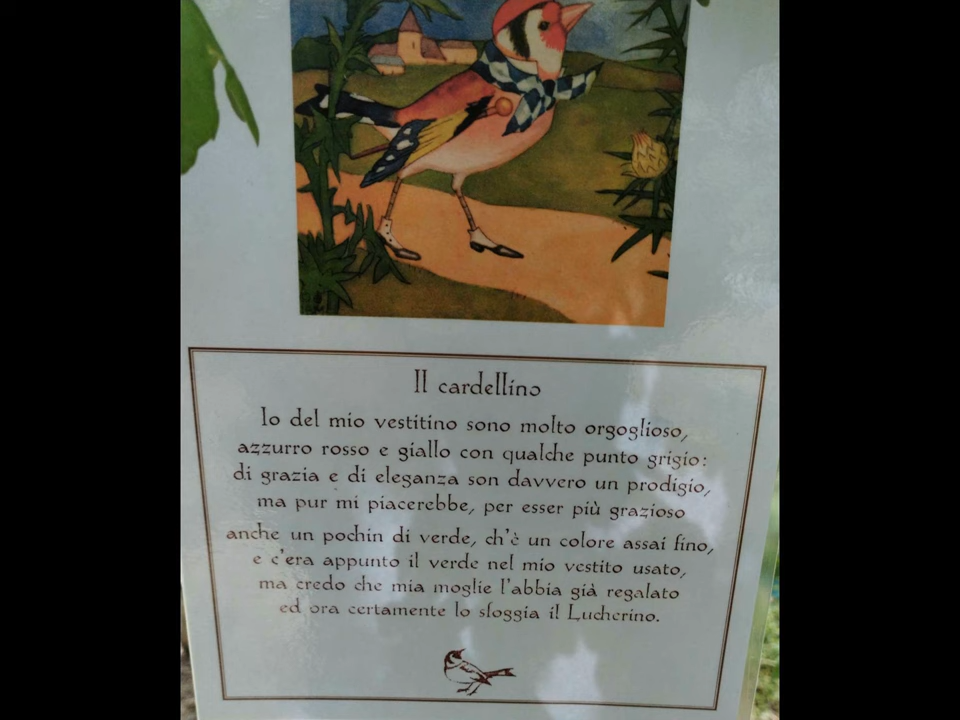 Il cardellino
Io del mio vestitino sono molto orgoglioso,
azzurro rosso e giallo con qualche punto grigio:
di grazia e di eleganza son davvero un prodigio,
ma pur mi piacerebbe, per esser più grazioso
anche un pochin di verde, ch'è un colore assai fino,
e c'era appunto il verde nel mio vestito usato,
ma credo che mia moglie l'abbia già regalato
ed ora certamente lo sfoggia il Lucherino.